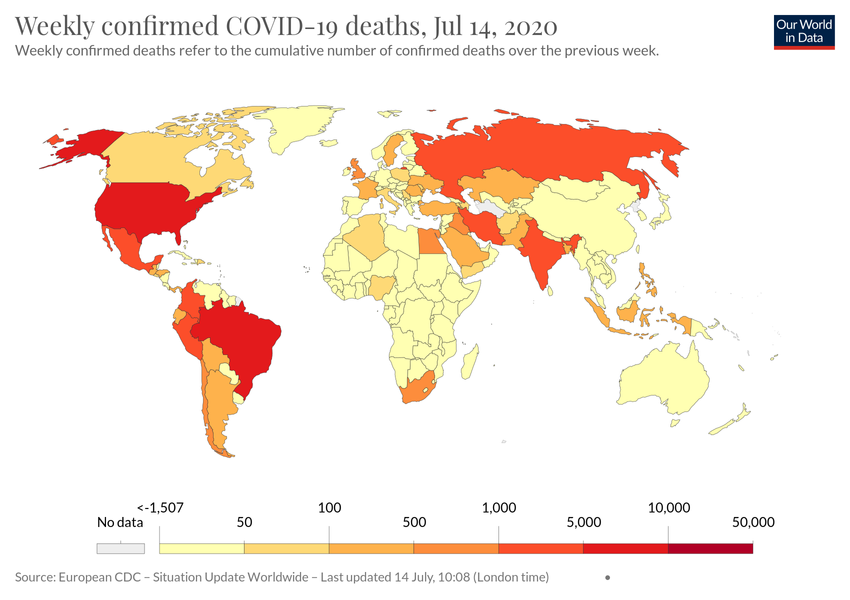 Weekly confirmed COVID-19 deaths, Jul 14, 2020
Weekly confirmed deaths refer to the cumulative number of confirmed deaths over the previous week.
Our World
in Data
<-1,507 100 1,000 10,000
No data 50 500 5,000 50,000
Source: European CDC – Situation Update Worldwide – Last updated 14 July, 10:08 (London time) •